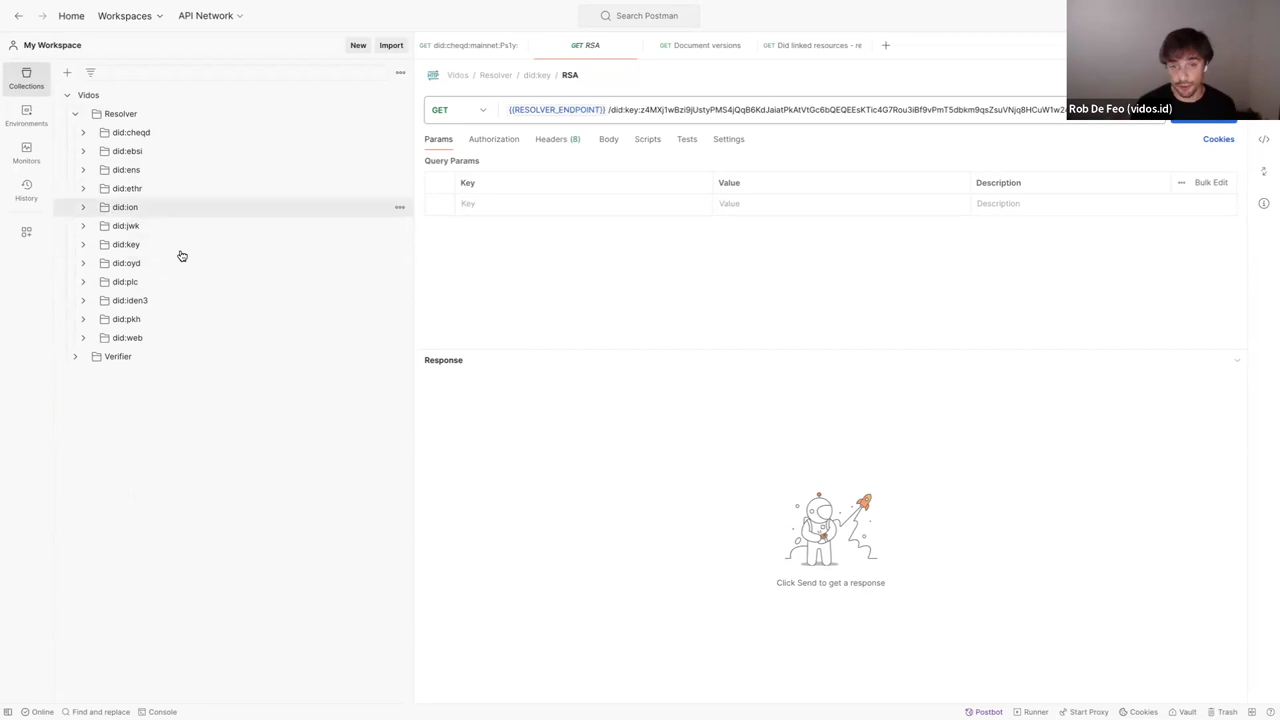 Home Workspaces API Network Search Postman
My Workspace New Import
GET did:cheqd:mainnet:Ps1y: GET RSA GET Document versions GET Did linked resources - re
Collections
Environments
Monitors
History
Vidos
Resolver
did:cheqd
did:ebsi
did:ens
did:ethr
did:ion
did:jwk
did:key
did:oyd
did:plc
did:iden3
did:pkh
did:web
Verifier
HTTP Vidos / Resolver / did:key / RSA
Rob De Feo (vidos.id)
GET {{RESOLVER_ENDPOINT}} /did:key:z4MXj1wBzi9jUstyPMS4jQqB6KdJaiatPkAtVtGc6bQEQEEsKTic4G7Rou3iBf9vPmT5dbkm9qsZsuVNjq8HCuW1w2
Params Authorization Headers (8) Body Scripts Tests Settings Cookies
Query Params
Key Value Description Bulk Edit
Key Value Description
Response
Click Send to get a response
Online Find and replace Console Postbot Runner Start Proxy Cookies Vault Trash